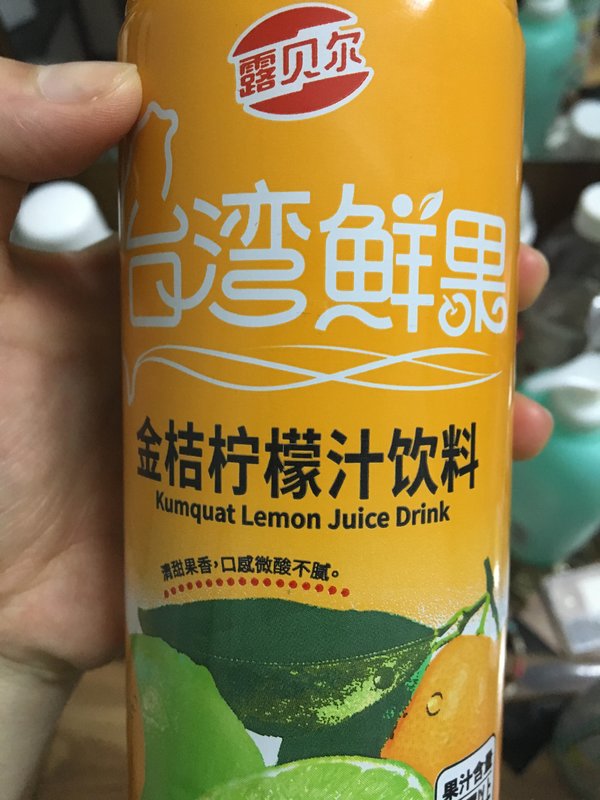 露贝尔
台湾鲜果
金桔柠檬汁饮料
Kumquat Lemon Juice Drink
清甜果香，口感微酸不腻。
果汁含量